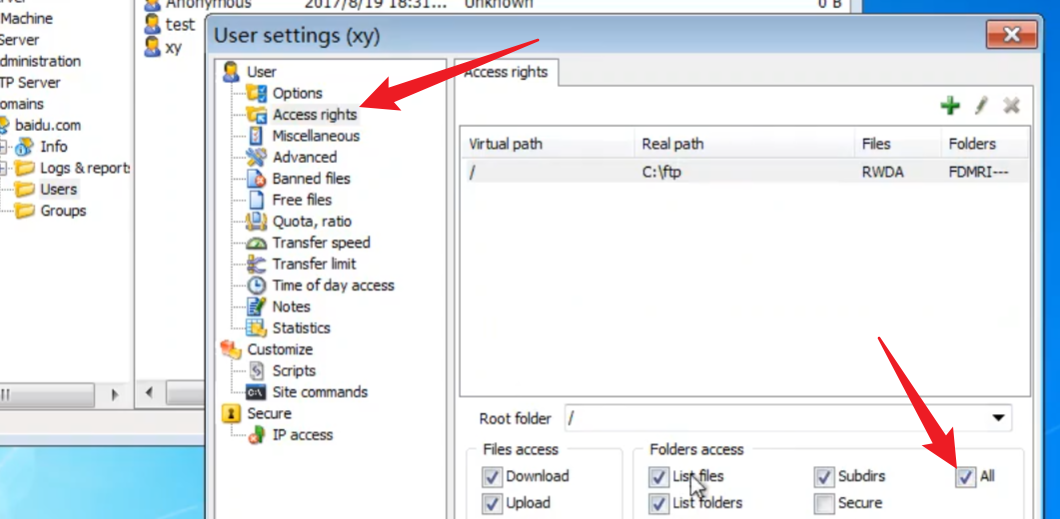 Anonymous 2017/8/19 18:31... Unknown 0 B
Machine
test
Server
xy
dministration
TP Server
omains
baidu.com
Info
Logs & report
Users
Groups
User settings (xy)
User
Options
Access rights
Miscellaneous
Advanced
Banned files
Free files
Quota, ratio
Transfer speed
Transfer limit
Time of day access
Notes
Statistics
Customize
Scripts
Site commands
Secure
IP access
Access rights
Virtual path Real path Files Folders
/ C:\ftp RWDA FDMRI---
Root folder /
Files access Folders access
Download List files Subdirs All
Upload List folders Secure